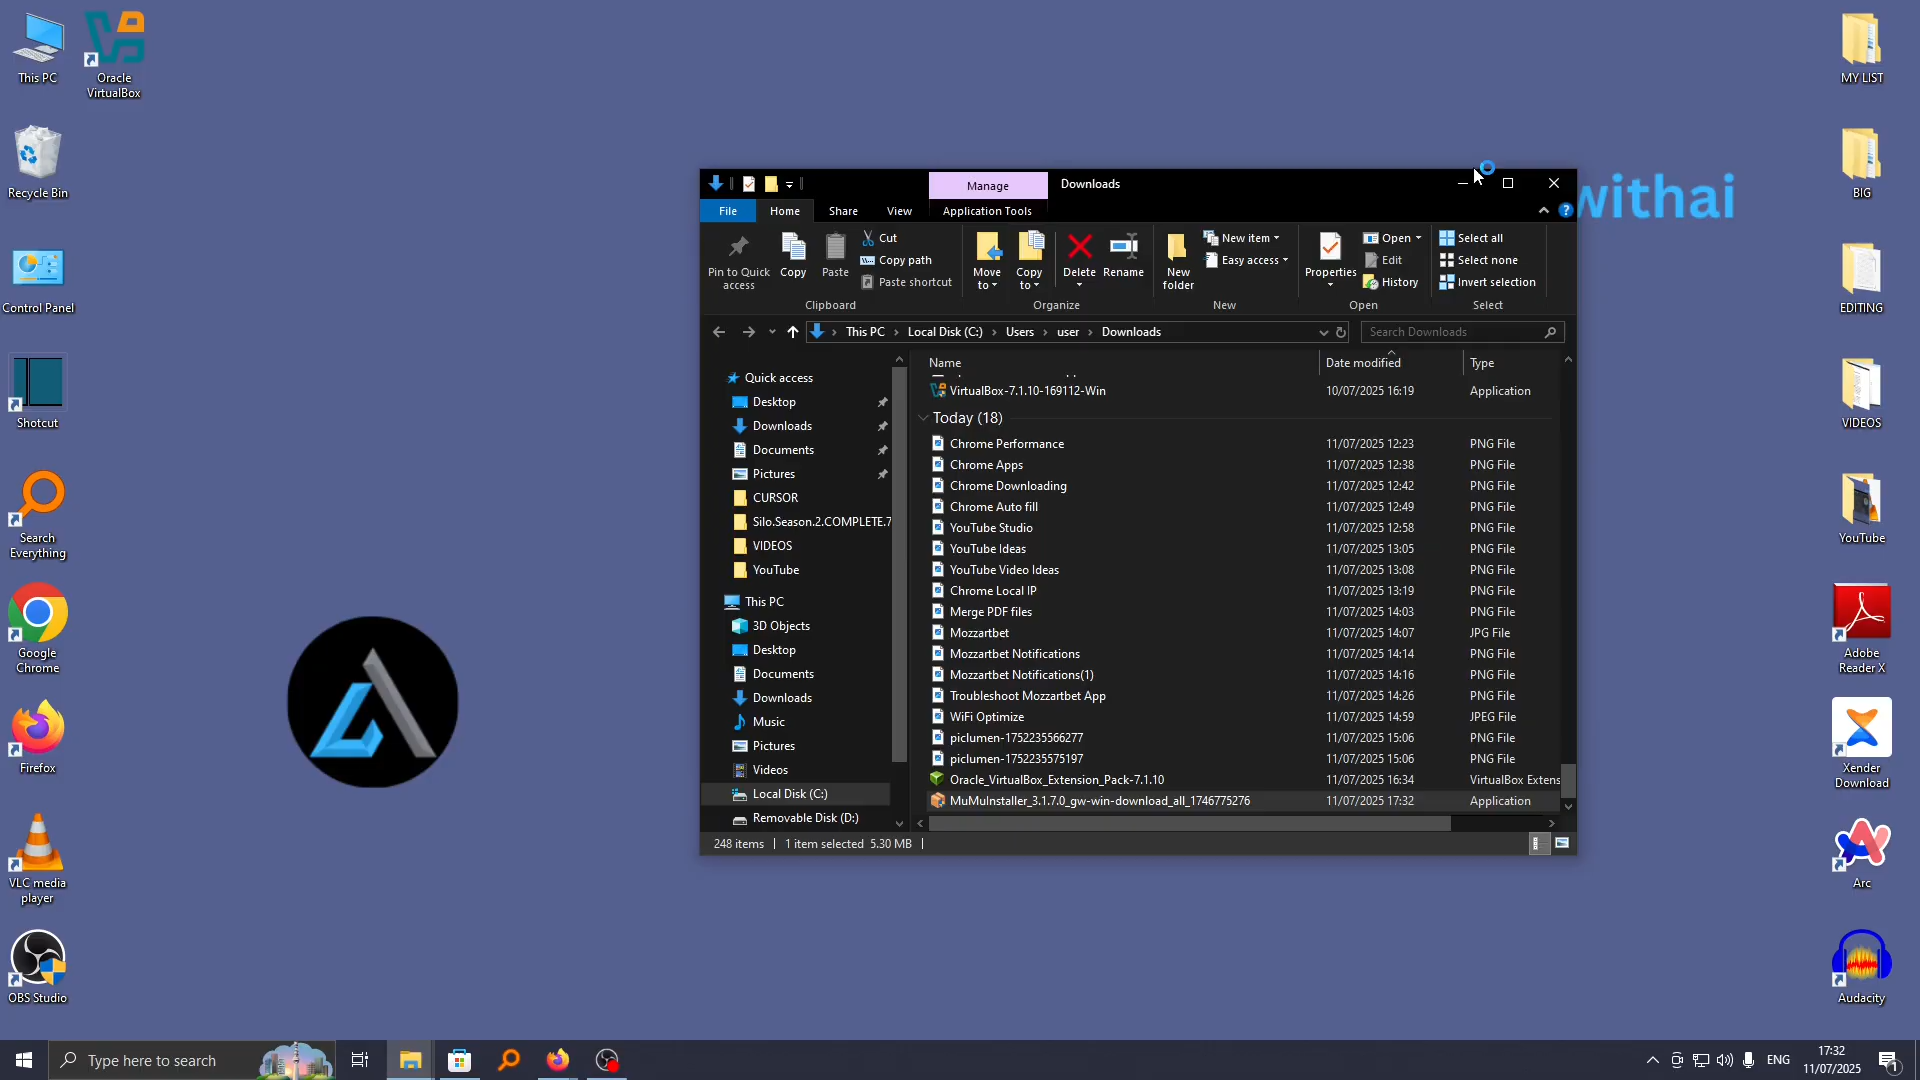 This PC
Oracle
VirtualBox
Recycle Bin
Control Panel
Shotcut
Search
Everything
Google
Chrome
Firefox
VLC media
player
OBS Studio
withai
Manage
Downloads
File
Home
Share
View
Application Tools
Pin to Quick
access
Copy
Paste
Cut
Copy path
Paste shortcut
Clipboard
Move
to
Copy
to
Delete
Rename
Organize
New
folder
New item
Easy access
New
Properties
Open
Edit
History
Open
Select all
Select none
Invert selection
Select
This PC
Local Disk (C:)
Users
user
Downloads
Search Downloads
Quick access
Desktop
Downloads
Documents
Pictures
CURSOR
Silo.Season.2.COMPLETE.7
VIDEOS
YouTube
This PC
3D Objects
Desktop
Documents
Downloads
Music
Pictures
Videos
Local Disk (C:)
Removable Disk (D:)
Name Date modified Type
VirtualBox-7.1.10-169112-Win 10/07/2025 16:19 Application
Today (18)
Chrome Performance 11/07/2025 12:23 PNG File
Chrome Apps 11/07/2025 12:38 PNG File
Chrome Downloading 11/07/2025 12:42 PNG File
Chrome Auto fill 11/07/2025 12:49 PNG File
YouTube Studio 11/07/2025 12:58 PNG File
YouTube Ideas 11/07/2025 13:05 PNG File
YouTube Video Ideas 11/07/2025 13:08 PNG File
Chrome Local IP 11/07/2025 13:19 PNG File
Merge PDF files 11/07/2025 14:03 PNG File
Mozzartbet 11/07/2025 14:07 JPG File
Mozzartbet Notifications 11/07/2025 14:14 PNG File
Mozzartbet Notifications(1) 11/07/2025 14:16 PNG File
Troubleshoot Mozzartbet App 11/07/2025 14:26 PNG File
WiFi Optimize 11/07/2025 14:59 JPEG File
piclumen-1752235566277 11/07/2025 15:06 PNG File
piclumen-1752235575197 11/07/2025 15:06 PNG File
Oracle_VirtualBox_Extension_Pack-7.1.10 11/07/2025 16:34 VirtualBox Extens
MuMuInstaller_3.1.7.0_gw-win-download_all_1746775276 11/07/2025 17:32 Application
248 items
1 item selected 5.30 MB
MY LIST
BIG
EDITING
VIDEOS
YouTube
Adobe
Reader X
Xender
Download
Arc
Audacity
Type here to search
ENG
17:32
11/07/2025
1